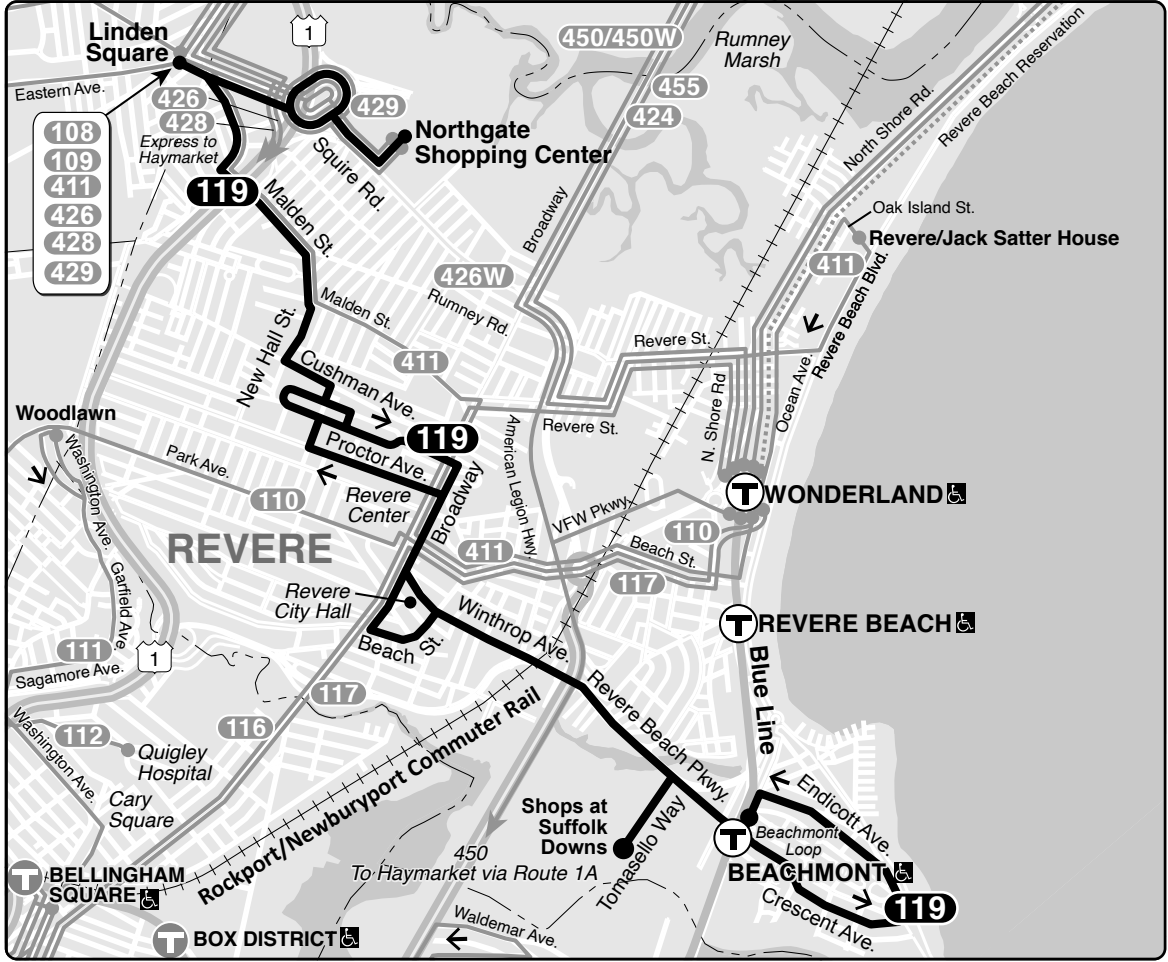 Linden
Square
1
450/450W
Rumney
Marsh
Eastern Ave.
426
429
455
428
424
Express to
Haymarket
Northgate
Shopping Center
Squire Rd.
North Shore Rd.
Revere Beach Reservation
108
109
411
426
428
429
119
Malden St.
Broadway
Oak Island St.
Revere/Jack Satter House
411
Revere Beach Blvd.
426W
Rumney Rd.
Malden St.
New Hall St.
411
Revere St.
Ocean Ave.
Cushman Ave.
N. Shore Rd
Woodlawn
Washington Ave.
Park Ave.
Proctor Ave.
119
Revere St.
American Legion Hwy.
110
Revere
Center
Broadway
WONDERLAND
T
VFW Pkwy.
110
REVERE
411
Beach St.
117
Garfield Ave.
Revere
City Hall
Winthrop Ave.
T
REVERE BEACH
Beach St.
111
1
Sagamore Ave.
117
Blue Line
Revere Beach Pkwy.
Washington Ave.
112
116
Quigley
Hospital
Rockport/Newburyport Commuter Rail
Cary
Square
Shops at
Suffolk
Downs
Tomasello Way
Endicott Ave.
T
Beachmont
Loop
450
To Haymarket via Route 1A
BEACHMONT
T
BELLINGHAM
SQUARE
Crescent Ave.
119
T
BOX DISTRICT
Waldemar Ave.